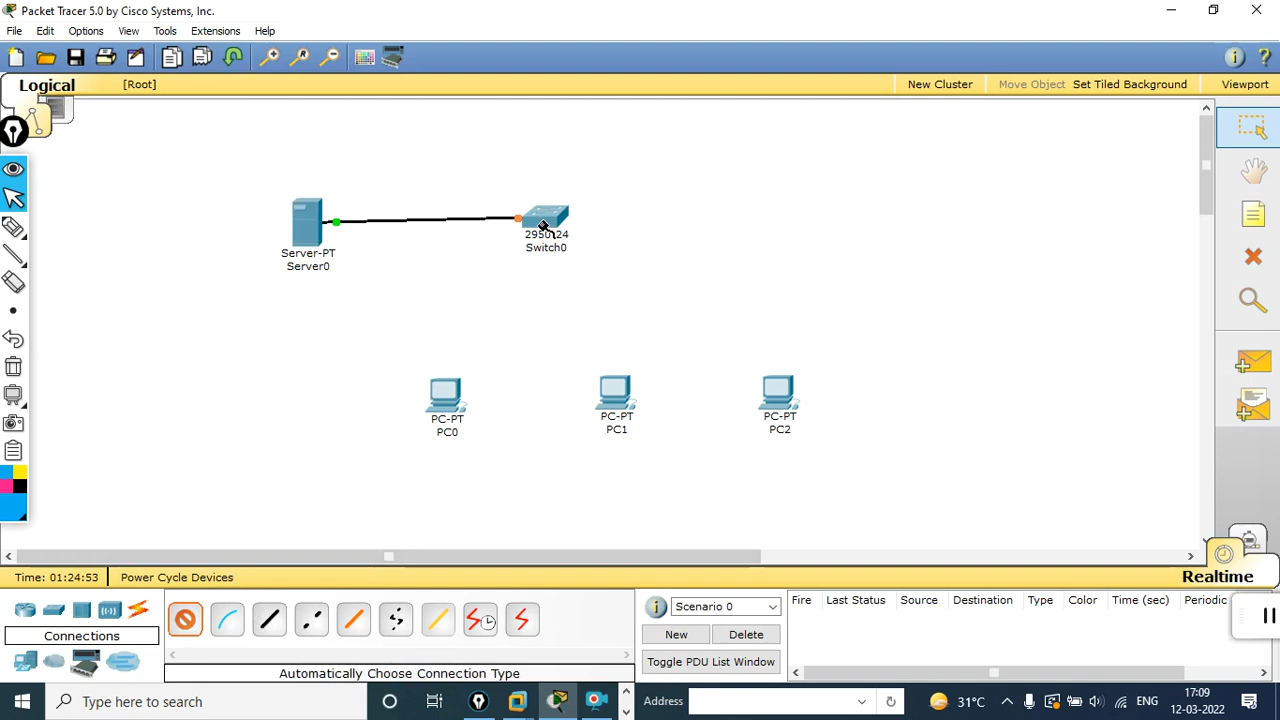 Packet Tracer 5.0 by Cisco Systems, Inc.
File Edit Options View Tools Extensions Help
Logical [Root] New Cluster Move Object Set Tiled Background Viewport
Server-PT
Server0
Switch0
PC-PT
PC0
PC-PT
PC1
PC-PT
PC2
Time: 01:24:53 Power Cycle Devices
Realtime
Connections
Automatically Choose Connection Type
Scenario 0
New Delete
Toggle PDU List Window
Fire Last Status Source Destination Type Color Time (sec) Periodic
Type here to search
Address
31°C
ENG
17:09
12-03-2022